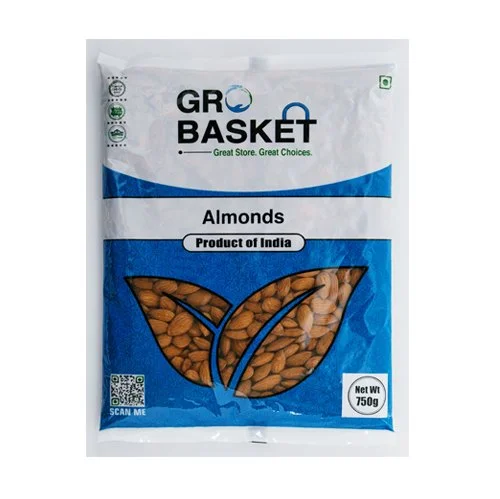 GRO
BASKET
Great Store. Great Choices.
Almonds
Product of India
SCAN ME
Net Wt
750g